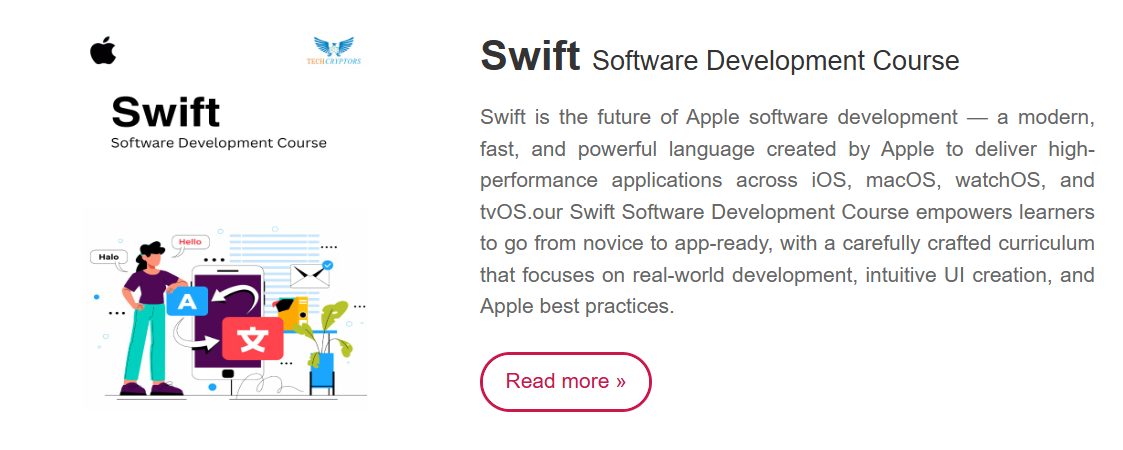 TECHCRYPTORS
Swift
Software Development Course
Hello
Halo
A
文
Swift Software Development Course
Swift is the future of Apple software development — a modern,
fast, and powerful language created by Apple to deliver high-
performance applications across iOS, macOS, watchOS, and
tvOS.our Swift Software Development Course empowers learners
to go from novice to app-ready, with a carefully crafted curriculum
that focuses on real-world development, intuitive UI creation, and
Apple best practices.
Read more »